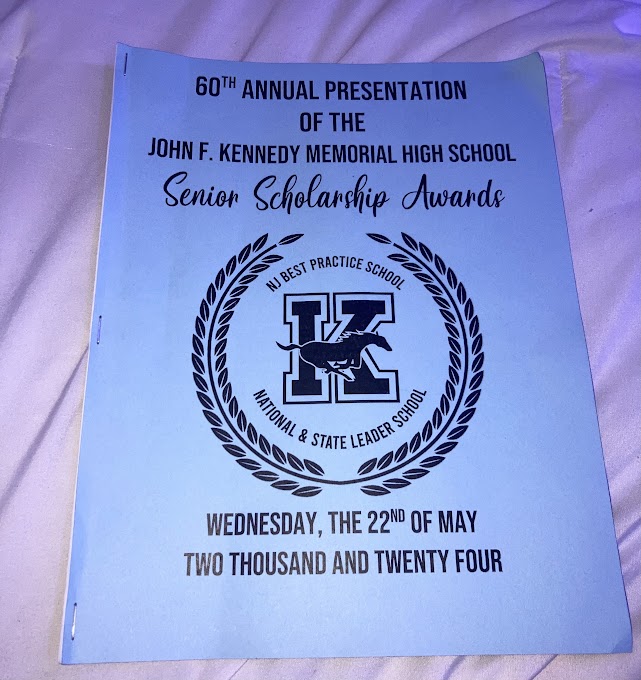 60TH ANNUAL PRESENTATION
OF THE
JOHN F. KENNEDY MEMORIAL HIGH SCHOOL
Senior Scholarship Awards
NJ BEST PRACTICE SCHOOL
K
NATIONAL & STATE LEADER SCHOOL
WEDNESDAY, THE 22ND OF MAY
TWO THOUSAND AND TWENTY FOUR